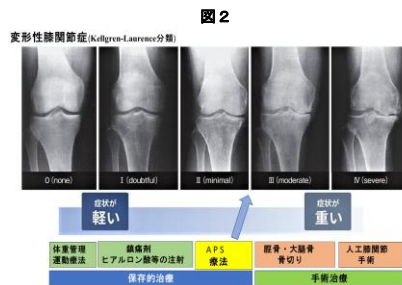 図２
変形性膝関節症(Kellgren-Laurence分類)
0 (none)
I (doubtful)
II (minimal)
III (moderate)
IV (severe)
症状が
軽い
症状が
重い
体重管理
運動療法
鎮痛剤
ヒアルロン酸等の注射
APS
療法
脛骨・大腿骨
骨切り
人工膝関節
手術
保存的治療
手術治療